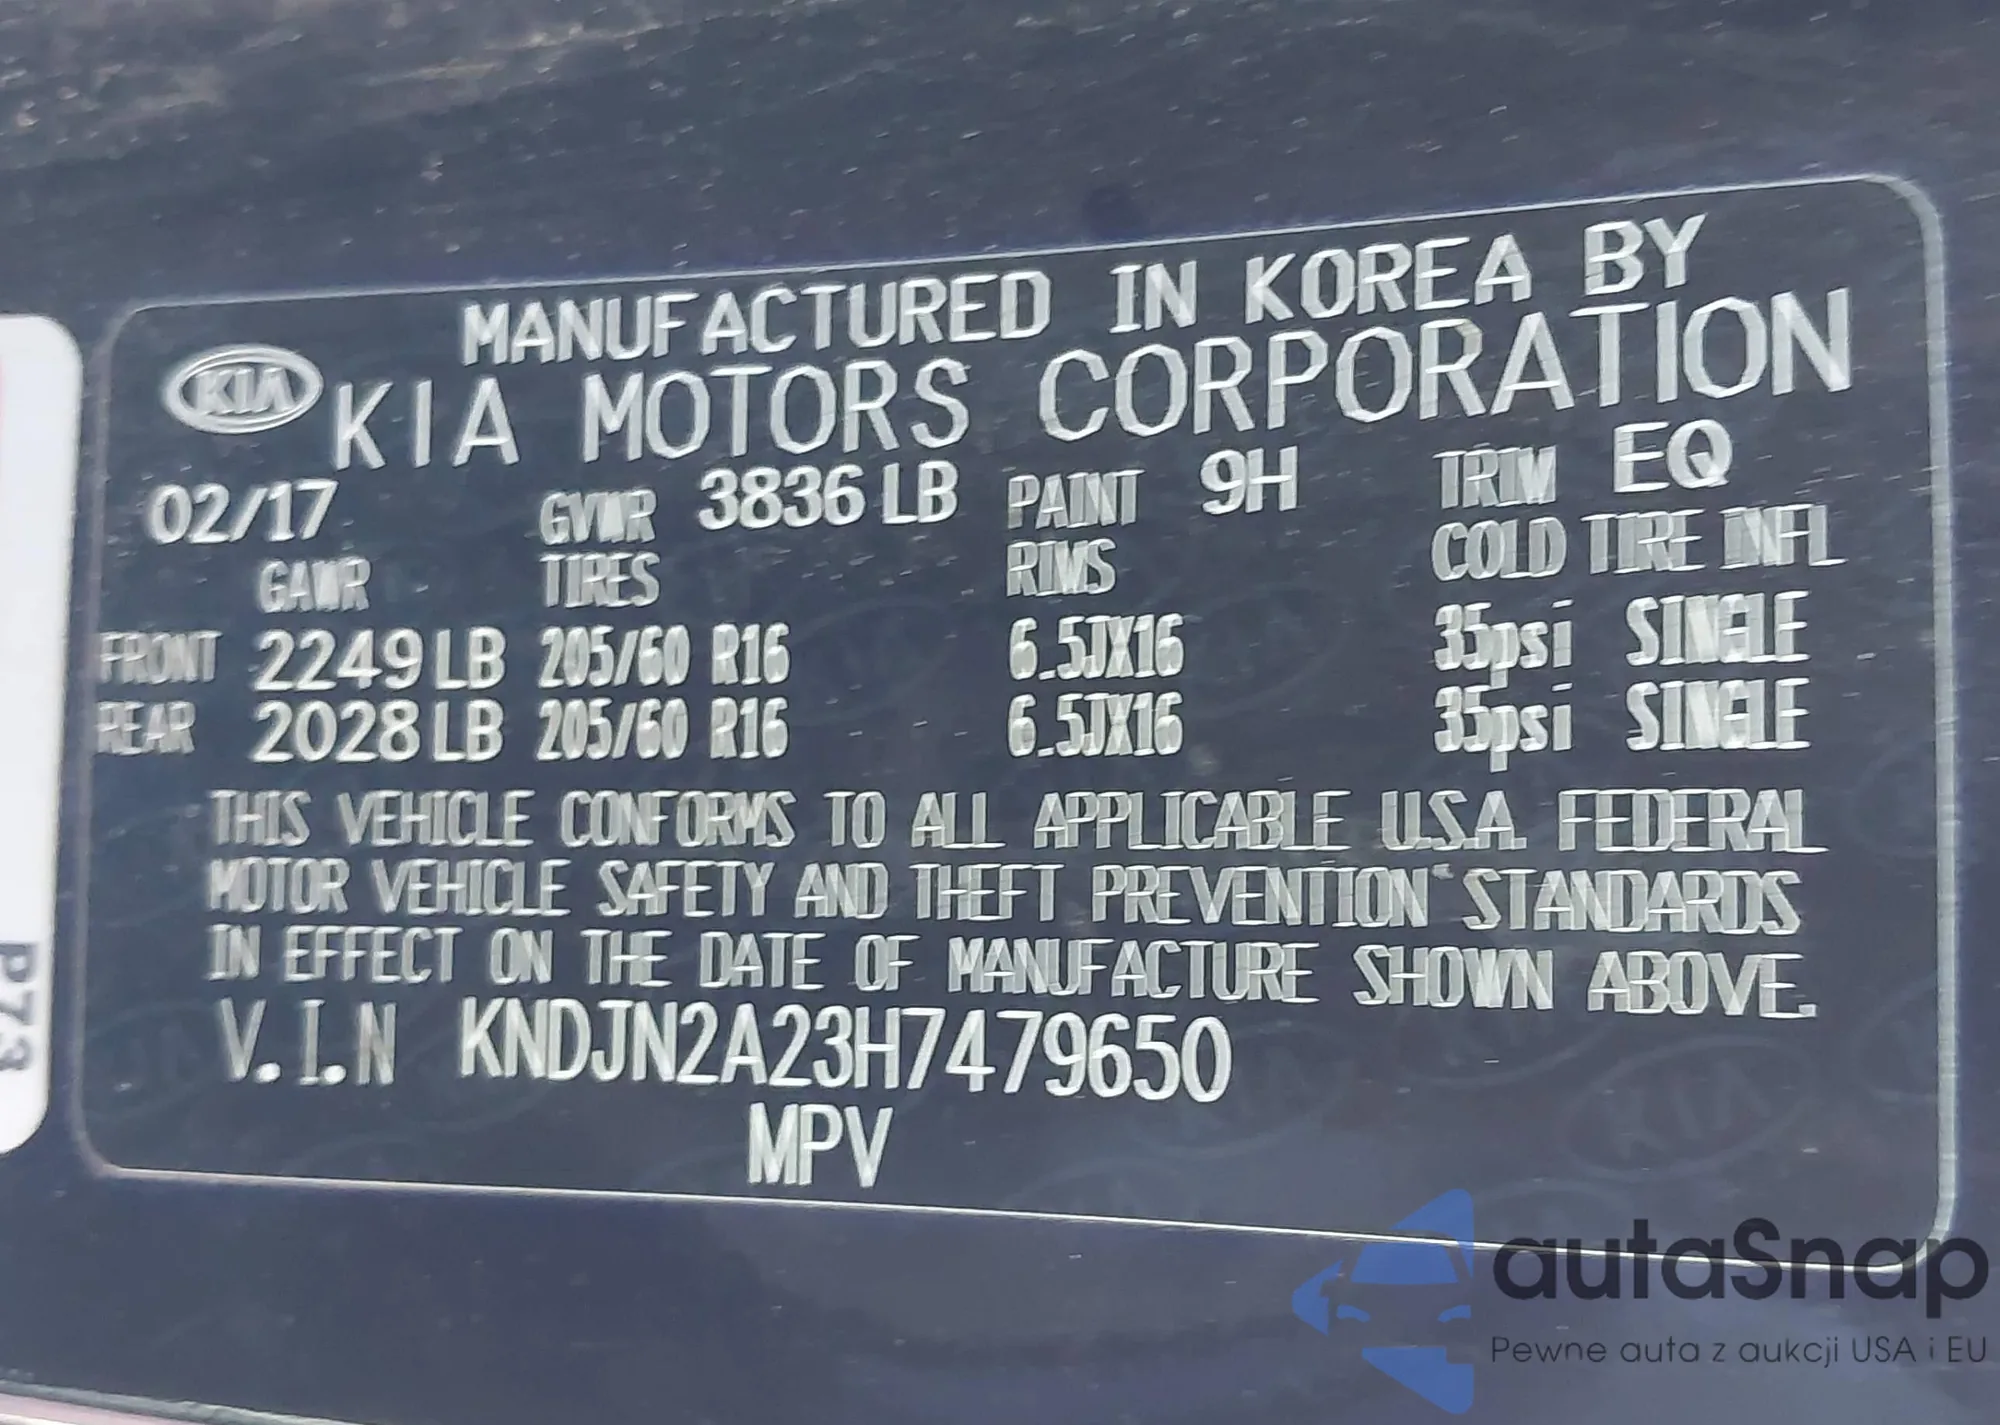 MANUFACTURED IN KOREA BY
KIA KIA MOTORS CORPORATION
02/17 GVWR 3836 LB PAINT 9H TRIM EQ
GAWR TIRES RIMS COLD TIRE INFL
FRONT 2249 LB 205/60 R16 6.5JX16 35psi SINGLE
REAR 2028 LB 205/60 R16 6.5JX16 35psi SINGLE
THIS VEHICLE CONFORMS TO ALL APPLICABLE U.S.A. FEDERAL
MOTOR VEHICLE SAFETY AND THEFT PREVENTION STANDARDS
IN EFFECT ON THE DATE OF MANUFACTURE SHOWN ABOVE.
V.I.N KNDJN2A23H7479650
MPV
P73
autaSnap
Pewne auta z aukcji USA i EU